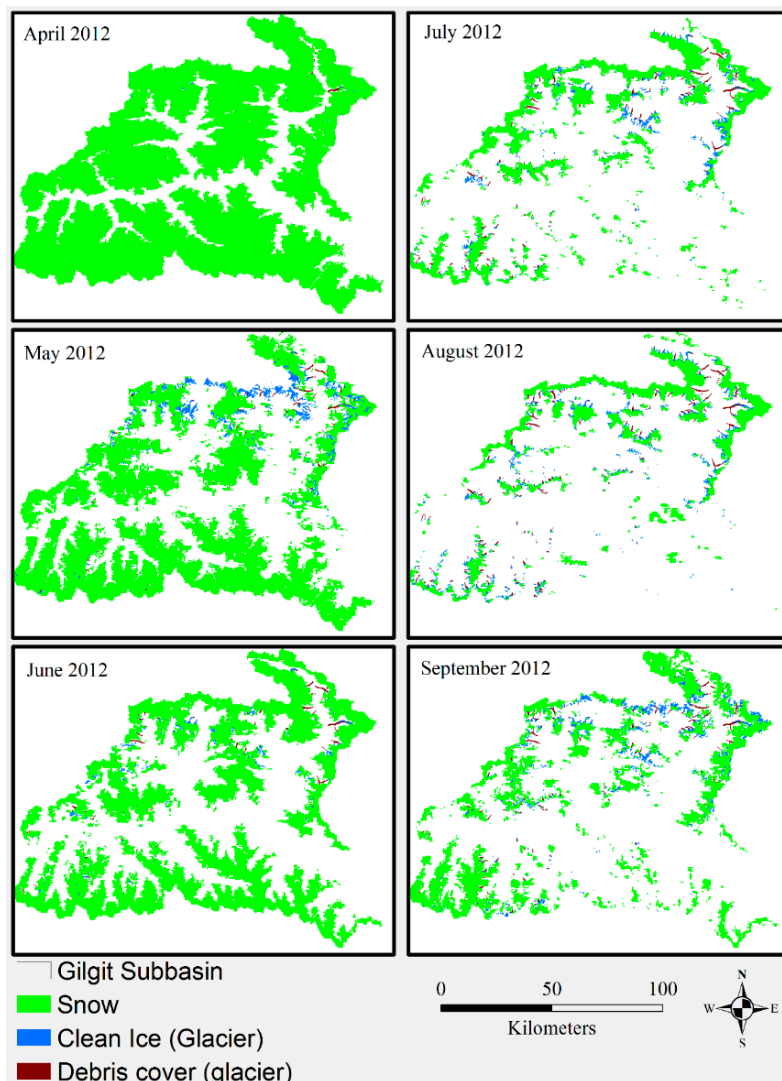 April 2012
July 2012
May 2012
August 2012
June 2012
September 2012
Gilgit Subbasin
Snow
Clean Ice (Glacier)
Debris cover (glacier)
0 50 100
Kilometers
N
W E
S